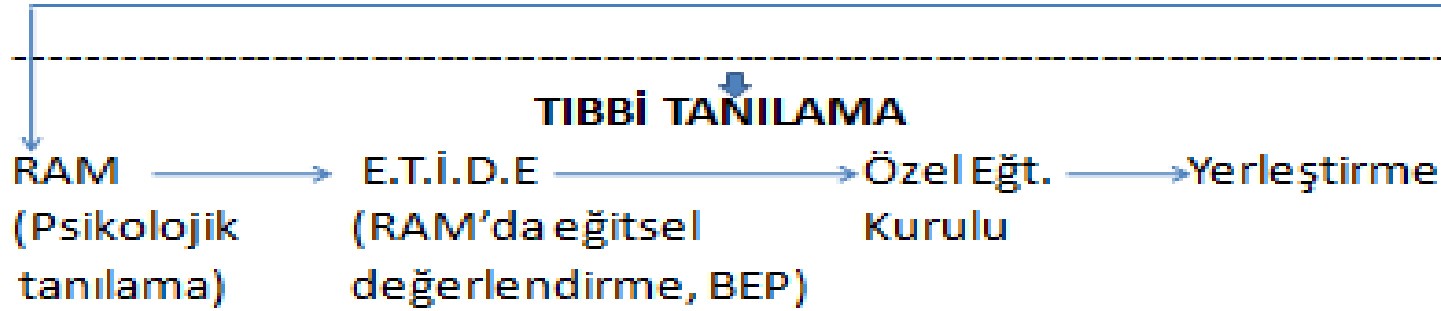 TIBBİ TANILAMA
RAM E.T.İ.D.E Özel Eğt. Yerleştirme
(Psikolojik (RAM’da eğitsel Kurulu
tanılama) değerlendirme, BEP)